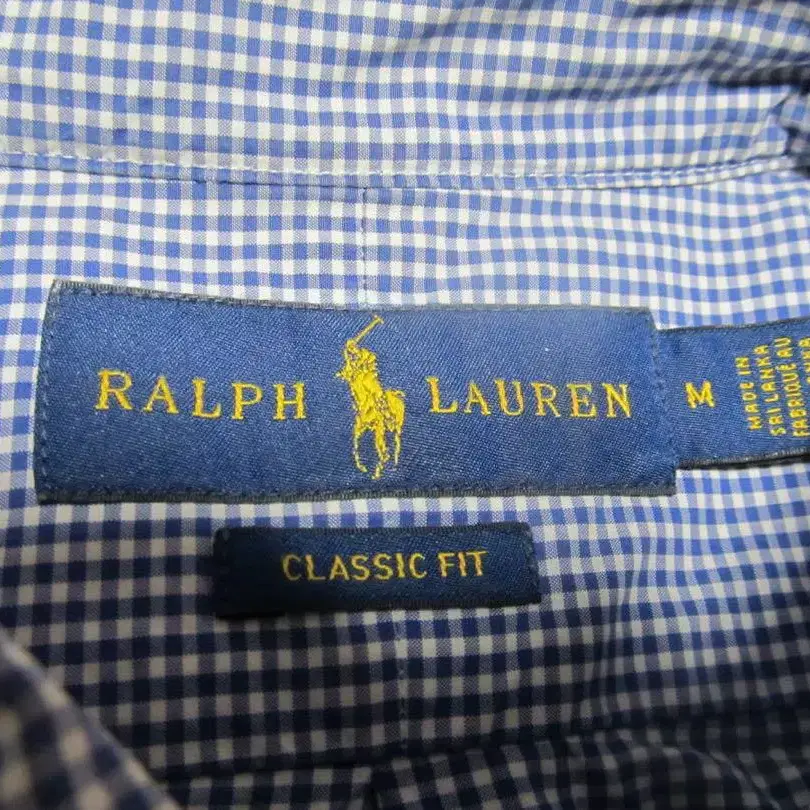 RALPH LAUREN
M
MADE IN
SRI LANKA
FABRIQUÉ AU
CLASSIC FIT